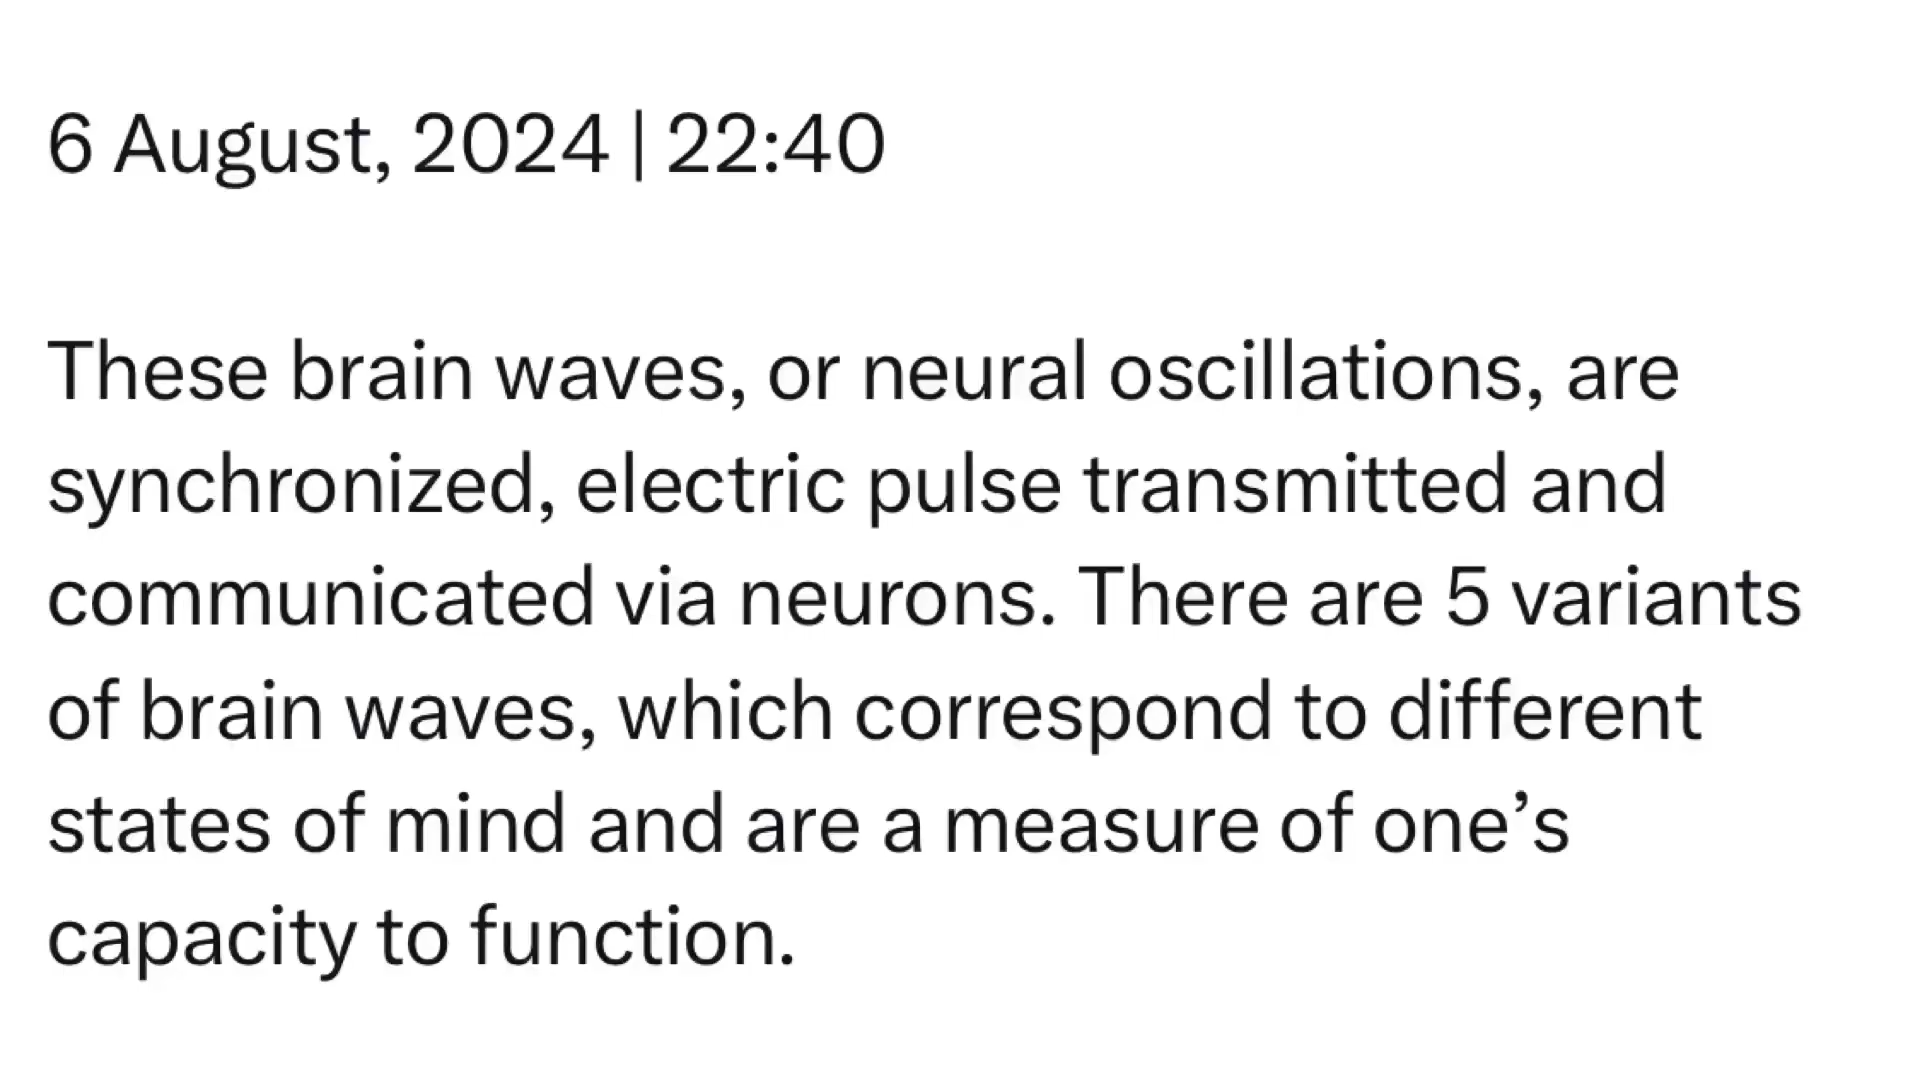 6 August, 2024 | 22:40
These brain waves, or neural oscillations, are
synchronized, electric pulse transmitted and
communicated via neurons. There are 5 variants
of brain waves, which correspond to different
states of mind and are a measure of one’s
capacity to function.